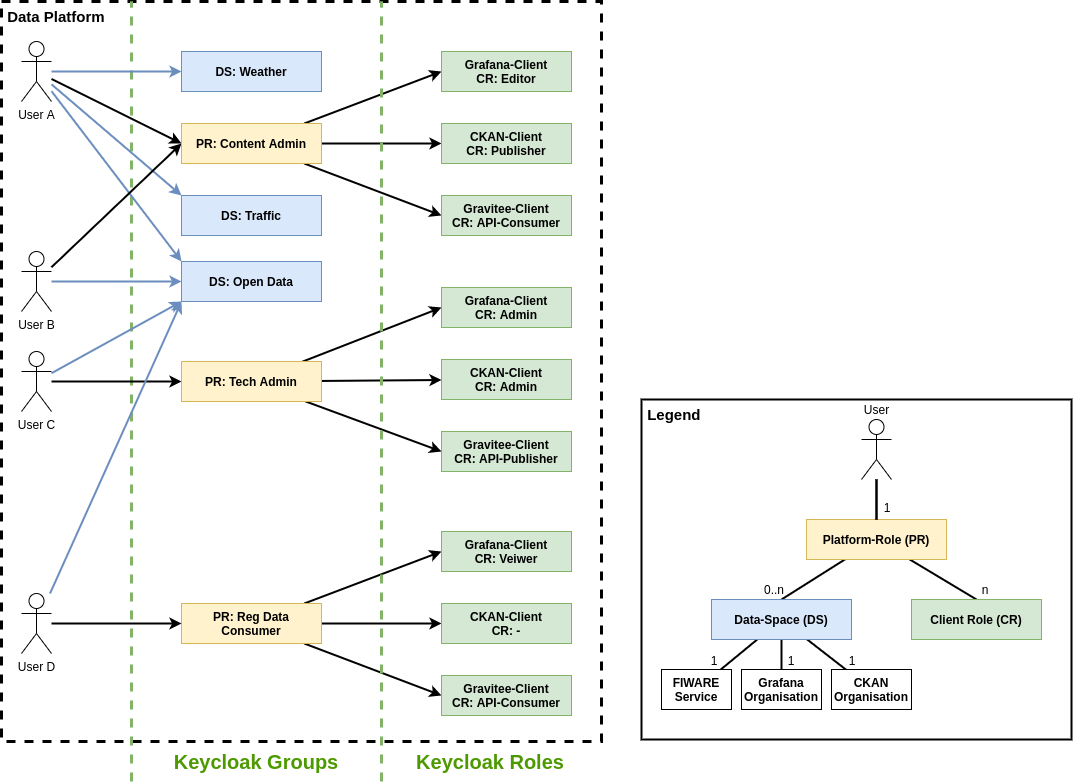 Data Platform
User A
User B
User C
User D
DS: Weather
PR: Content Admin
DS: Traffic
DS: Open Data
PR: Tech Admin
PR: Reg Data
Consumer
Grafana-Client
CR: Editor
CKAN-Client
CR: Publisher
Gravitee-Client
CR: API-Consumer
Grafana-Client
CR: Admin
CKAN-Client
CR: Admin
Gravitee-Client
CR: API-Publisher
Grafana-Client
CR: Veiwer
CKAN-Client
CR: -
Gravitee-Client
CR: API-Consumer
Keycloak Groups
Keycloak Roles
Legend
User
1
Platform-Role (PR)
0..n
n
Data-Space (DS)
Client Role (CR)
1
1
1
FIWARE
Service
Grafana
Organisation
CKAN
Organisation